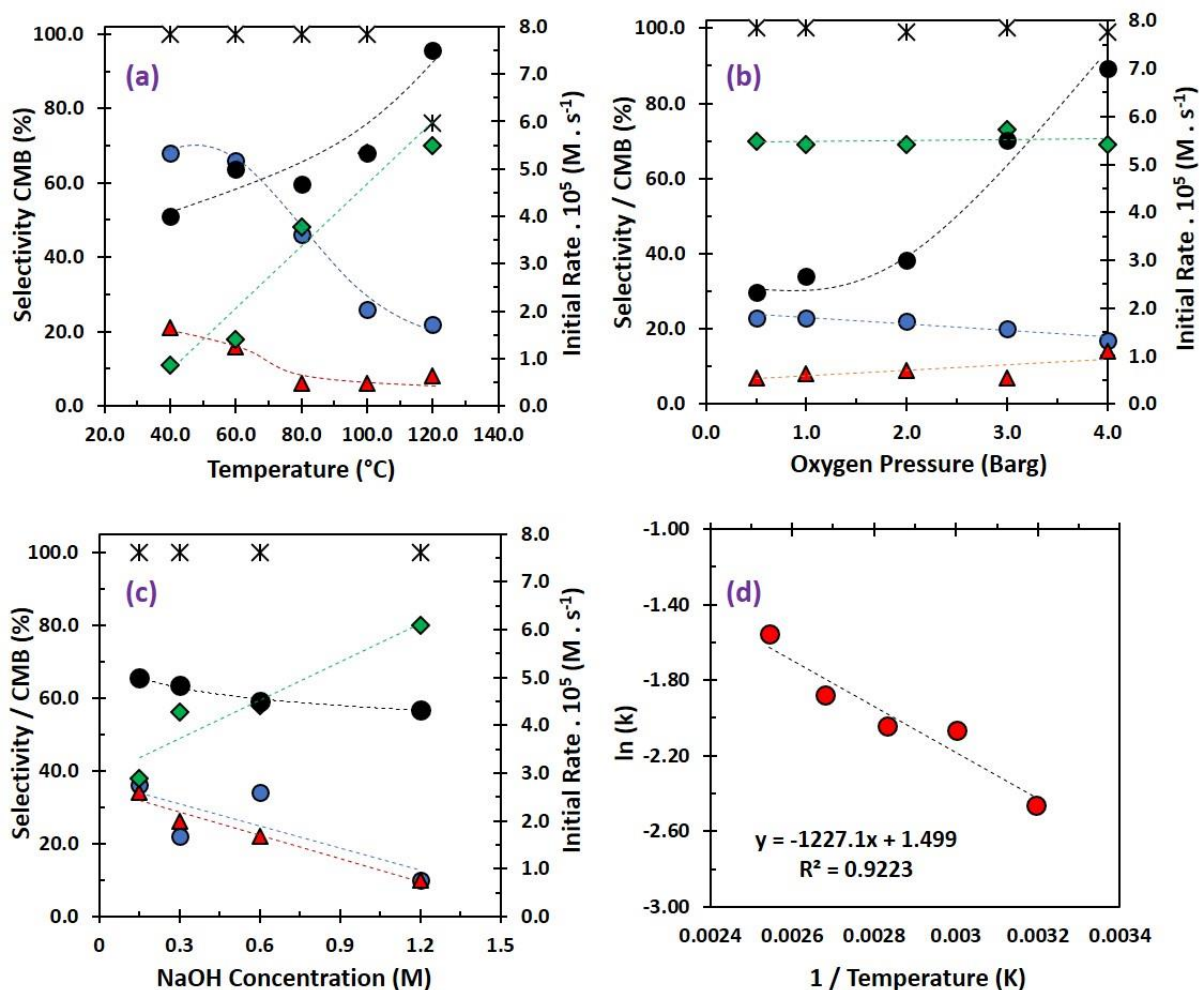 (a)
Selectivity CMB (%)
100.0
80.0
60.0
40.0
20.0
0.0
20.0 40.0 60.0 80.0 100.0 120.0 140.0
Temperature (°C)
8.0
7.0
6.0
5.0
4.0
3.0
2.0
1.0
0.0
Initial Rate . 10⁵ (M . s⁻¹)
(b)
Selectivity / CMB (%)
100.0
80.0
60.0
40.0
20.0
0.0
0.0 1.0 2.0 3.0 4.0
Oxygen Pressure (Barg)
8.0
7.0
6.0
5.0
4.0
3.0
2.0
1.0
0.0
Initial Rate . 10⁵ (M . s⁻¹)
(c)
Selectivity / CMB (%)
100.0
80.0
60.0
40.0
20.0
0.0
0 0.3 0.6 0.9 1.2 1.5
NaOH Concentration (M)
8.0
7.0
6.0
5.0
4.0
3.0
2.0
1.0
0.0
Initial Rate . 10⁵ (M . s⁻¹)
(d)
ln (k)
-1.00
-1.40
-1.80
-2.20
-2.60
-3.00
y = -1227.1x + 1.499
R² = 0.9223
0.0024 0.0026 0.0028 0.003 0.0032 0.0034
1 / Temperature (K)